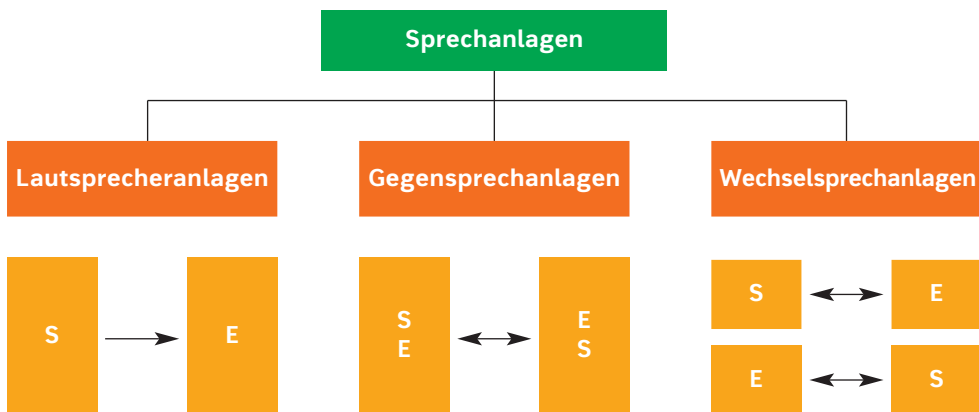 Sprechanlagen
Lautsprecheranlagen
Gegensprechanlagen
Wechselsprechanlagen
S
E
S
E
E
S
S
E
E
S